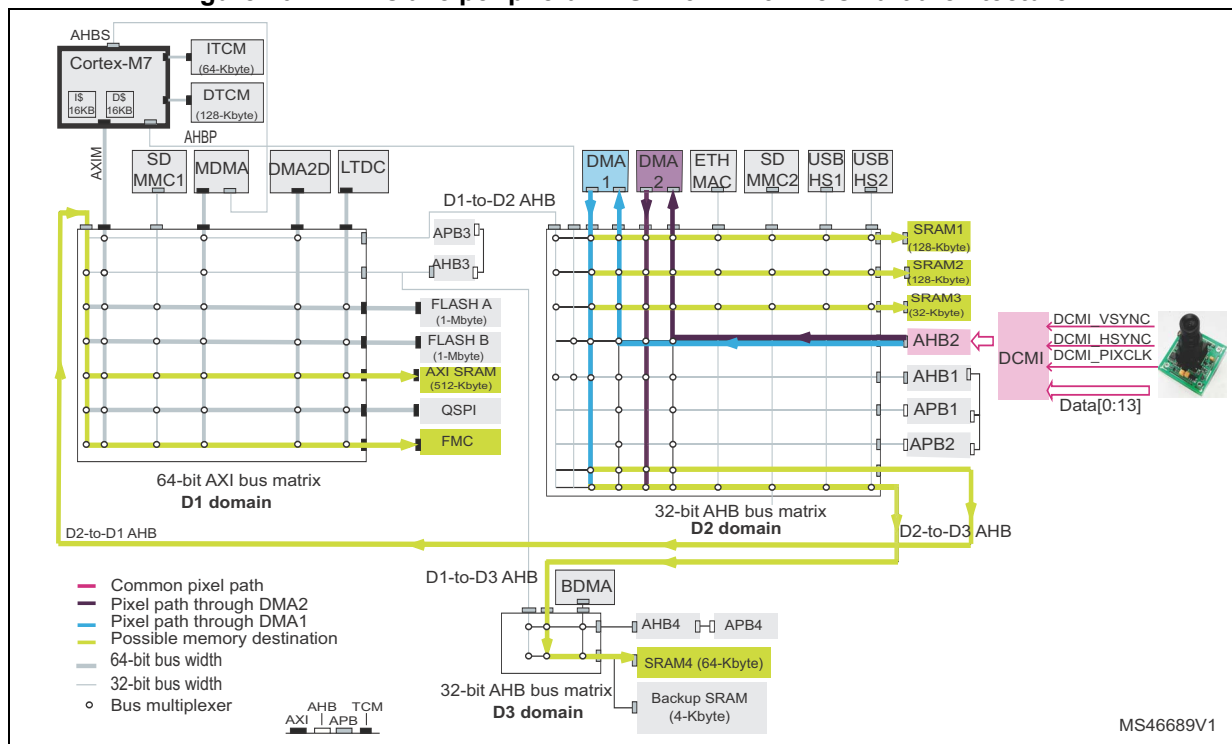 AHBS
Cortex-M7
I$
16KB
D$
16KB
ITCM
(64-Kbyte)
DTCM
(128-Kbyte)
AHBP
AXIM
SD
MMC1
MDMA
DMA2D
LTDC
DMA
1
DMA
2
ETH
MAC
SD
MMC2
USB
HS1
USB
HS2
D1-to-D2 AHB
APB3
AHB3
FLASH A
(1-Mbyte)
FLASH B
(1-Mbyte)
AXI SRAM
(512-Kbyte)
QSPI
FMC
64-bit AXI bus matrix
D1 domain
SRAM1
(128-Kbyte)
SRAM2
(128-Kbyte)
SRAM3
(32-Kbyte)
AHB2
AHB1
APB1
APB2
DCMI
DCMI_VSYNC
DCMI_HSYNC
DCMI_PIXCLK
Data[0:13]
32-bit AHB bus matrix
D2 domain
D2-to-D1 AHB
D2-to-D3 AHB
D1-to-D3 AHB
BDMA
AHB4
APB4
SRAM4 (64-Kbyte)
Backup SRAM
(4-Kbyte)
32-bit AHB bus matrix
D3 domain
Common pixel path
Pixel path through DMA2
Pixel path through DMA1
Possible memory destination
64-bit bus width
32-bit bus width
Bus multiplexer
AXI
AHB
APB
TCM
MS46689V1